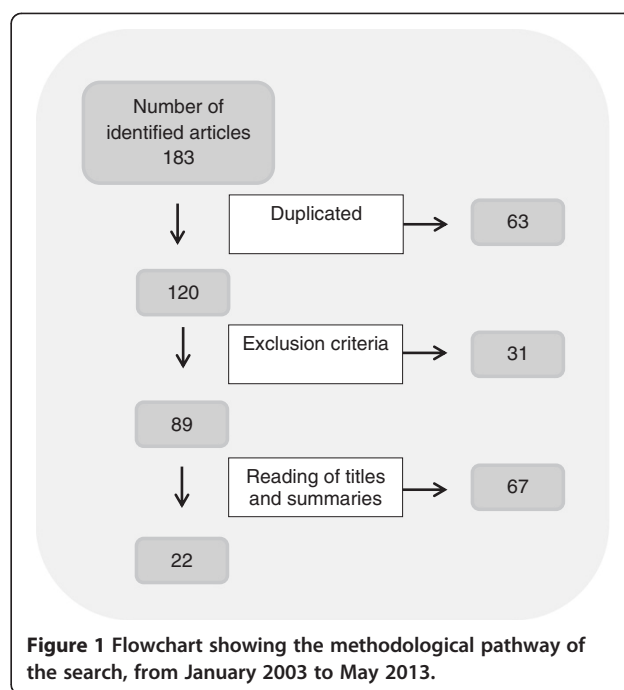 Number of
identified articles
183
Duplicated
63
120
Exclusion criteria
31
89
Reading of titles
and summaries
67
22
Figure 1 Flowchart showing the methodological pathway of
the search, from January 2003 to May 2013.